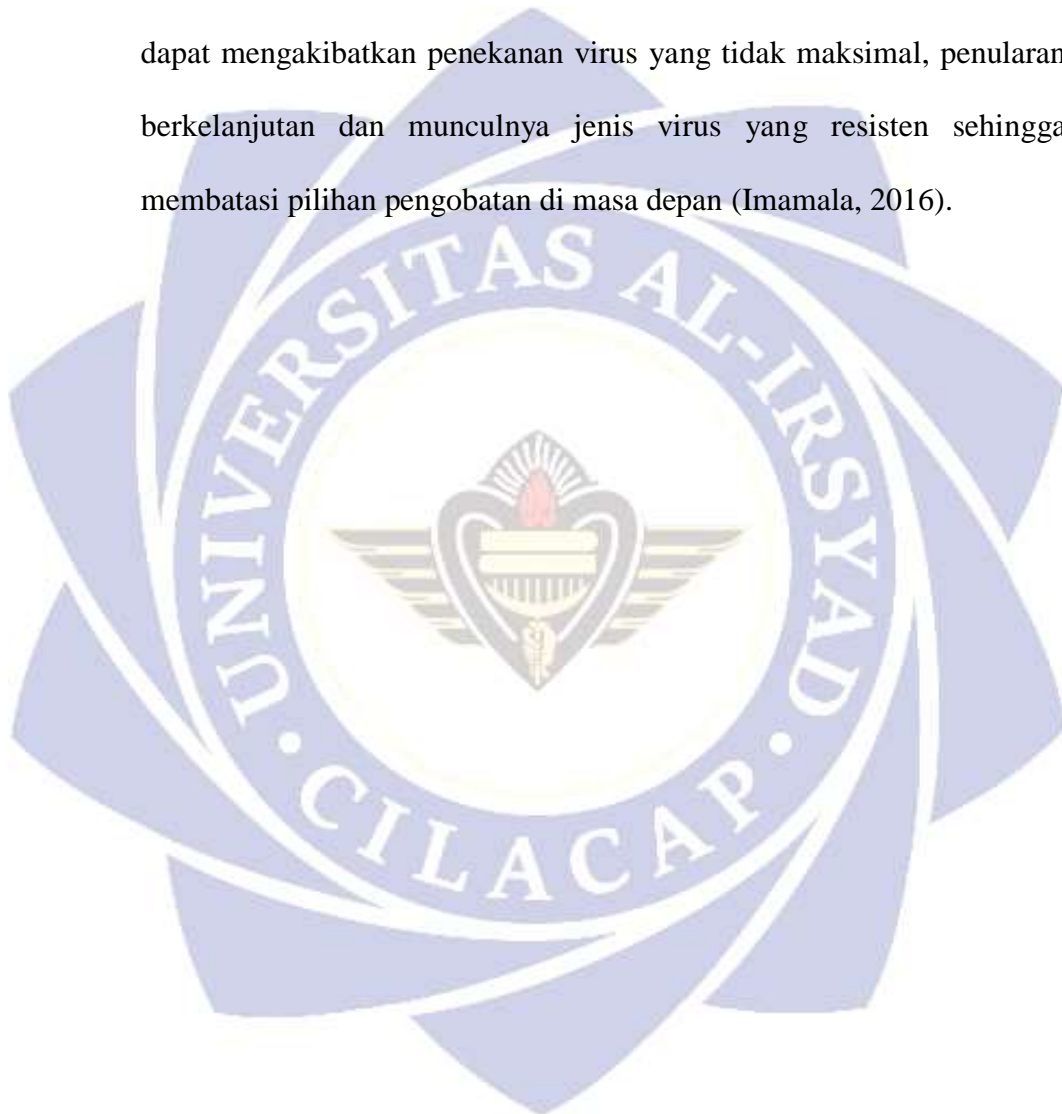 dapat mengakibatkan penekanan virus yang tidak maksimal, penularan
berkelanjutan dan munculnya jenis virus yang resisten sehingga
membatasi pilihan pengobatan di masa depan (Imamala, 2016).
UNIVERSITAS AL-IRSYAD
• CILACAP •